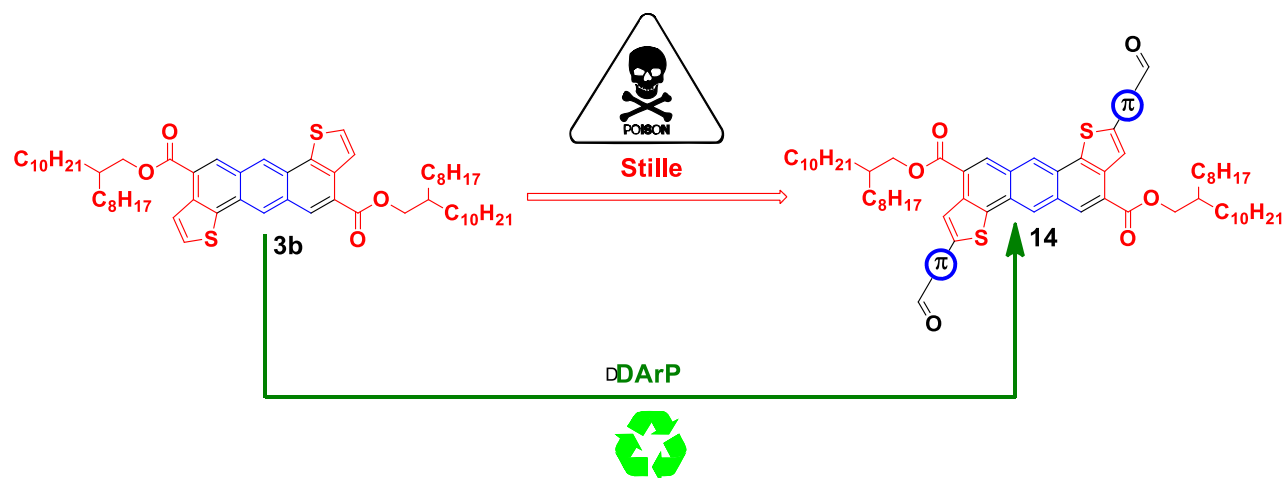 POISON
Stille
O
C10H21
O
C8H17
S
S
3b
O
O
C8H17
C10H21
O
π
S
O
C10H21
O
C8H17
S
14
O
O
C8H17
C10H21
π
O
DDArP